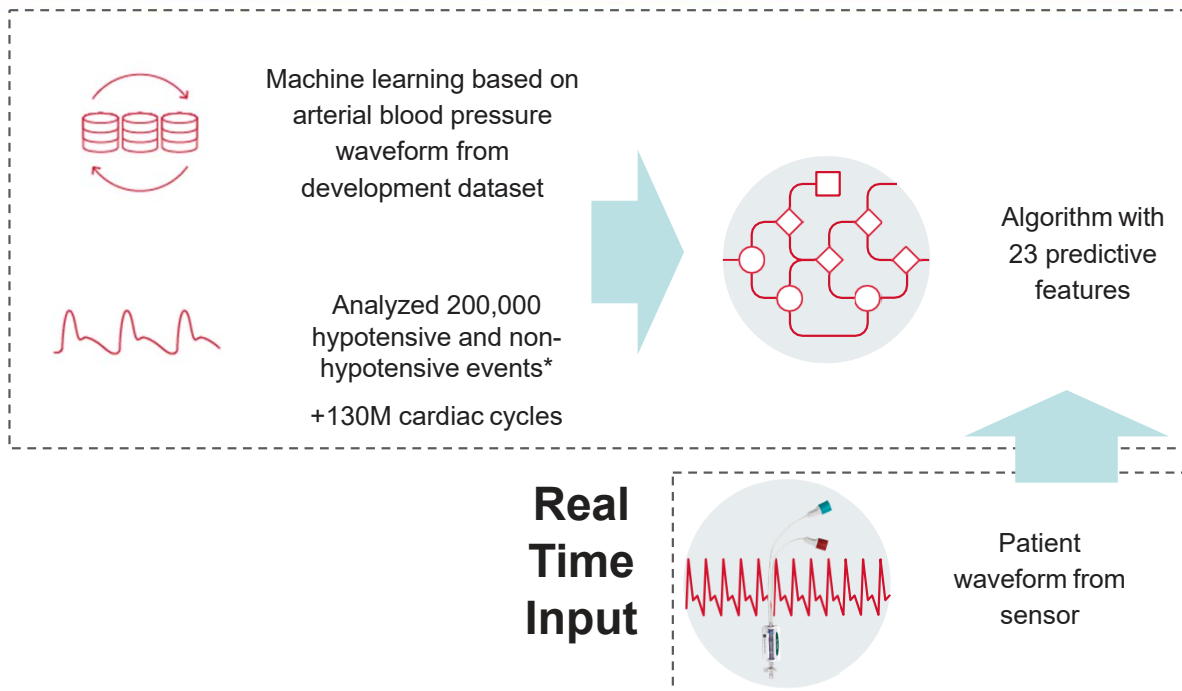 Machine learning based on
arterial blood pressure
waveform from
development dataset
Analyzed 200,000
hypotensive and non-
hypotensive events*
+130M cardiac cycles
Algorithm with
23 predictive
features
Real
Time
Input
Patient
waveform from
sensor